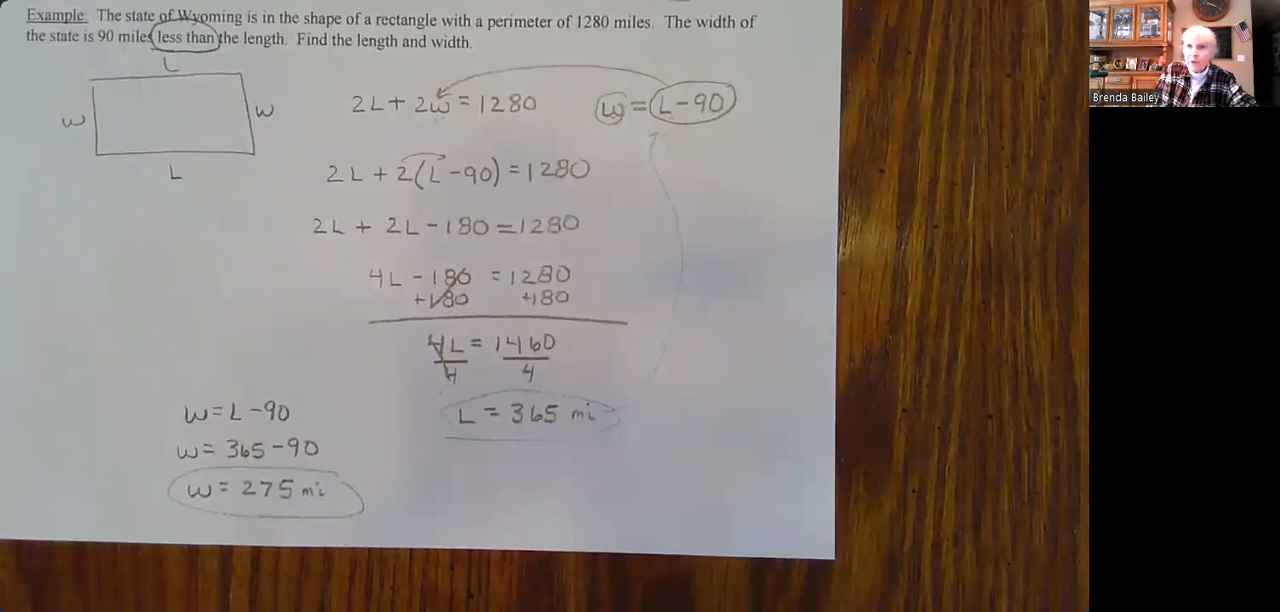 Example: The state of Wyoming is in the shape of a rectangle with a perimeter of 1280 miles. The width of
the state is 90 miles less than the length. Find the length and width.
L
W
W
L
2L + 2W = 1280
W = L - 90
2L + 2(L - 90) = 1280
2L + 2L - 180 = 1280
4L - 180 = 1280
+180 +180
4L = 1460
4 4
L = 365 mi
W = L - 90
W = 365 - 90
W = 275 mi
Brenda Bailey